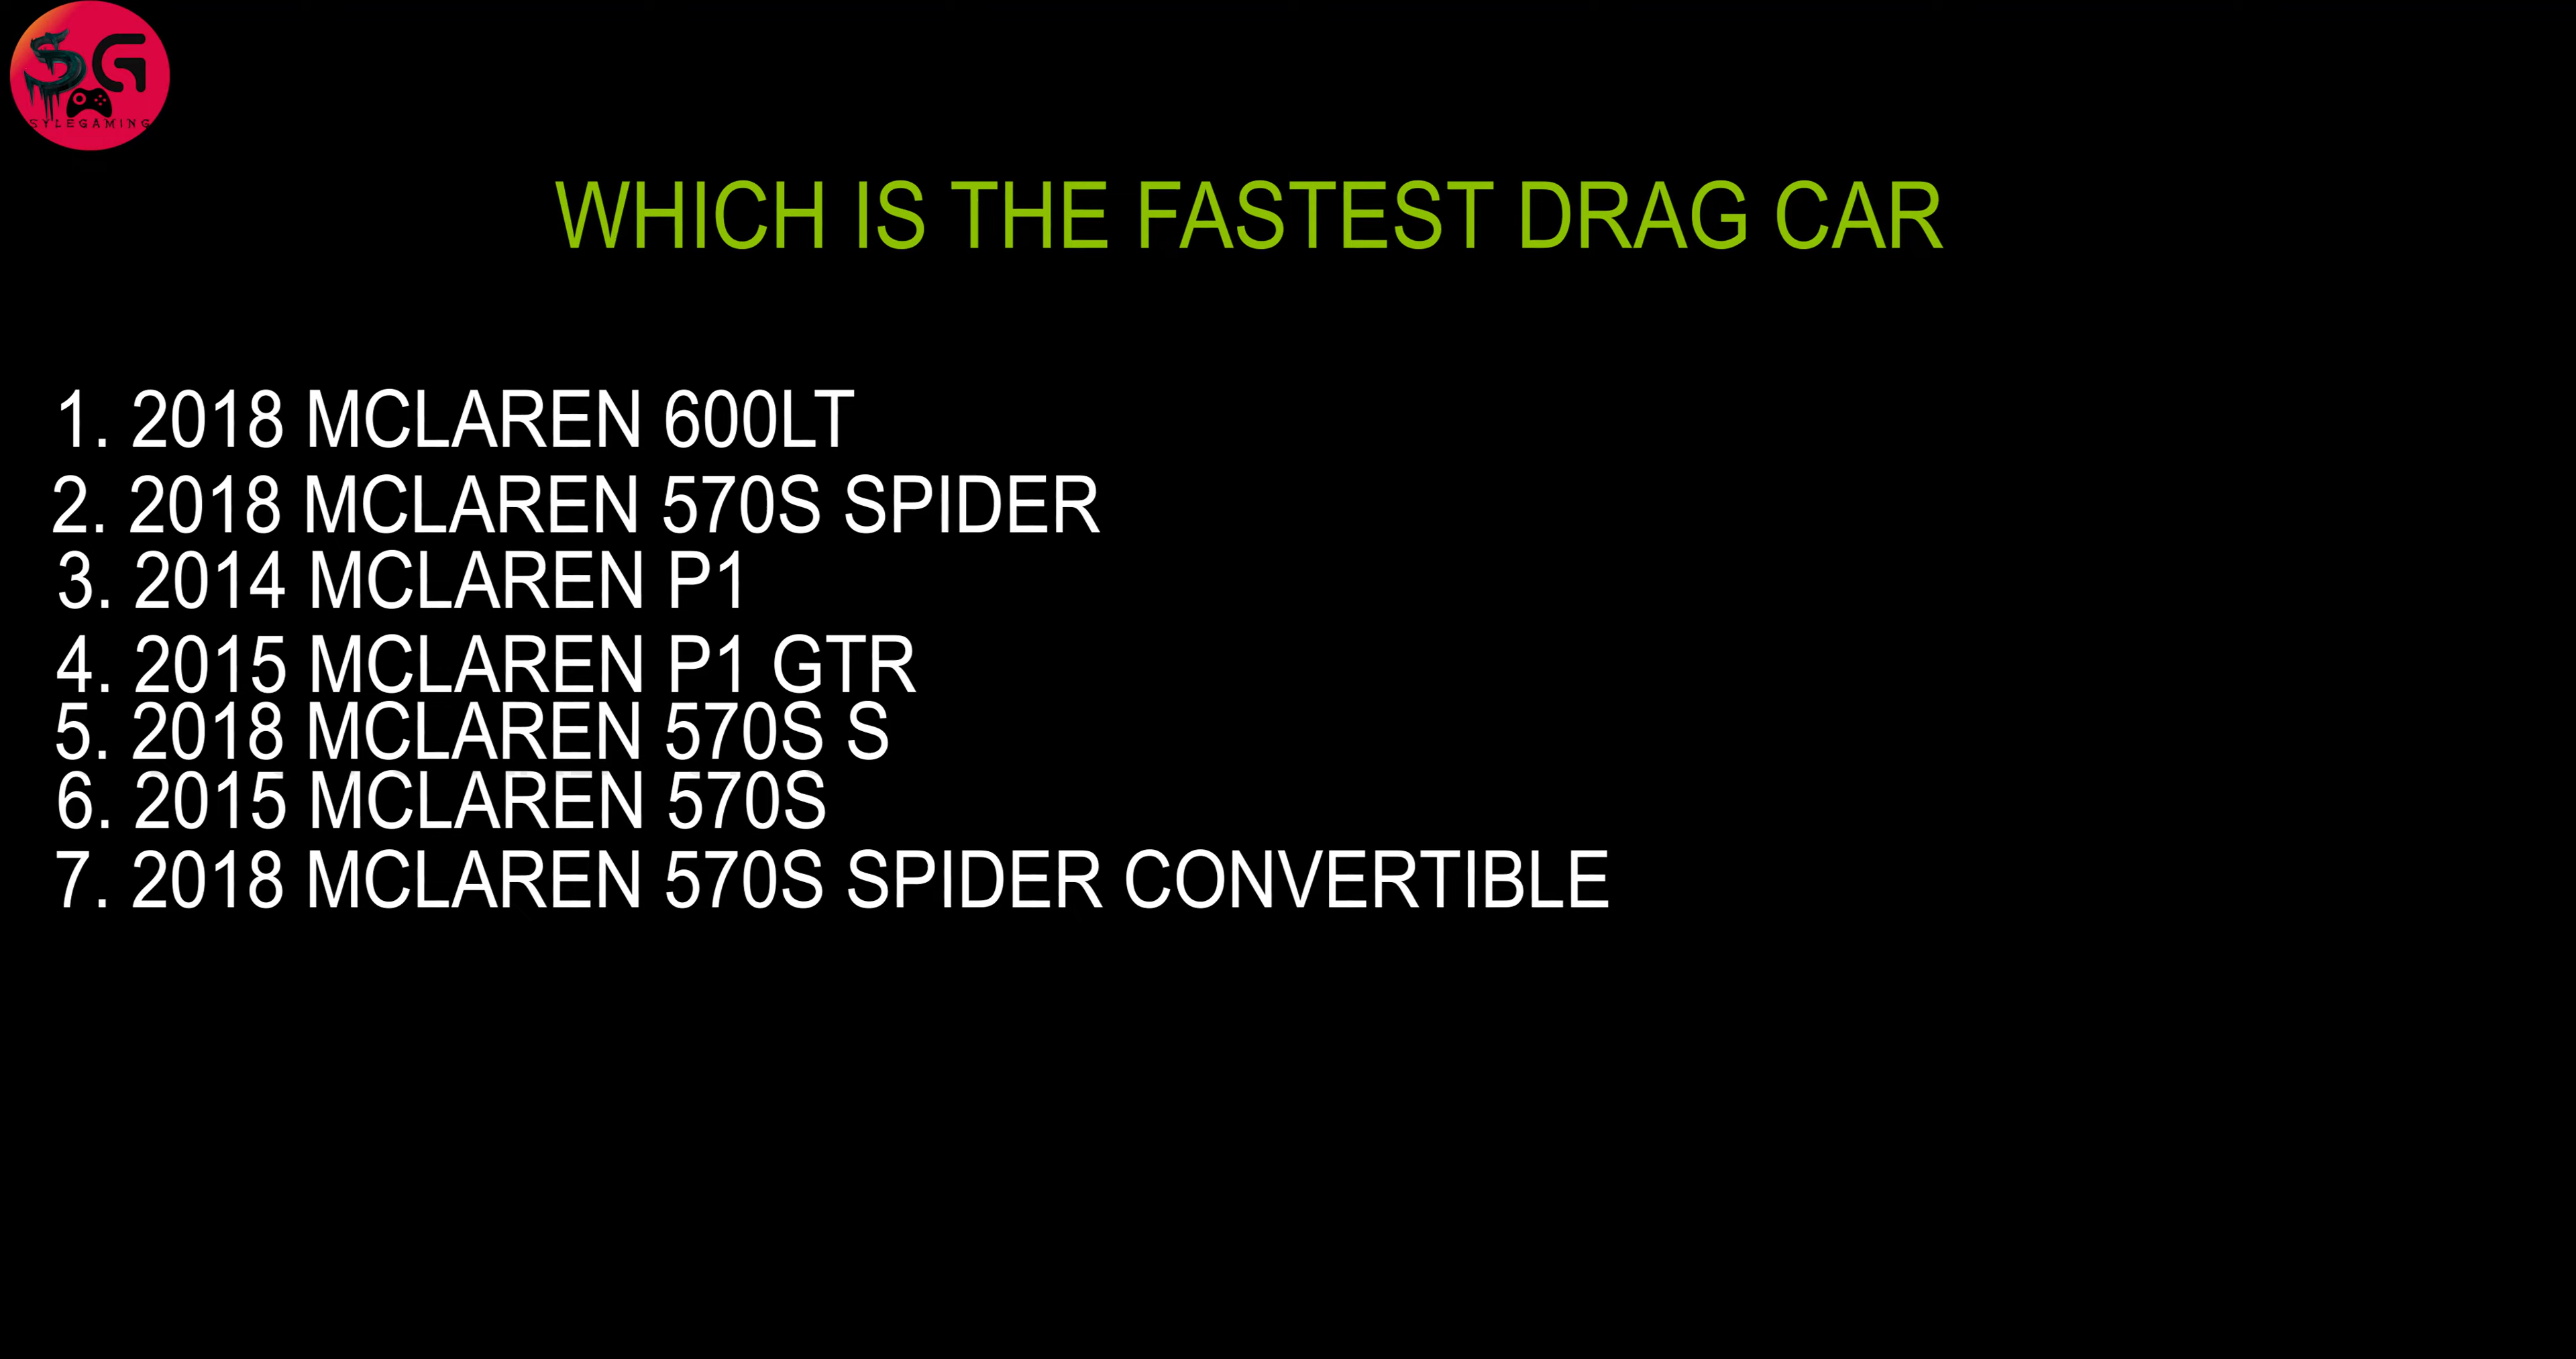 SG
SYLEGAMING
WHICH IS THE FASTEST DRAG CAR
1. 2018 MCLAREN 600LT
2. 2018 MCLAREN 570S SPIDER
3. 2014 MCLAREN P1
4. 2015 MCLAREN P1 GTR
5. 2018 MCLAREN 570S S
6. 2015 MCLAREN 570S
7. 2018 MCLAREN 570S SPIDER CONVERTIBLE